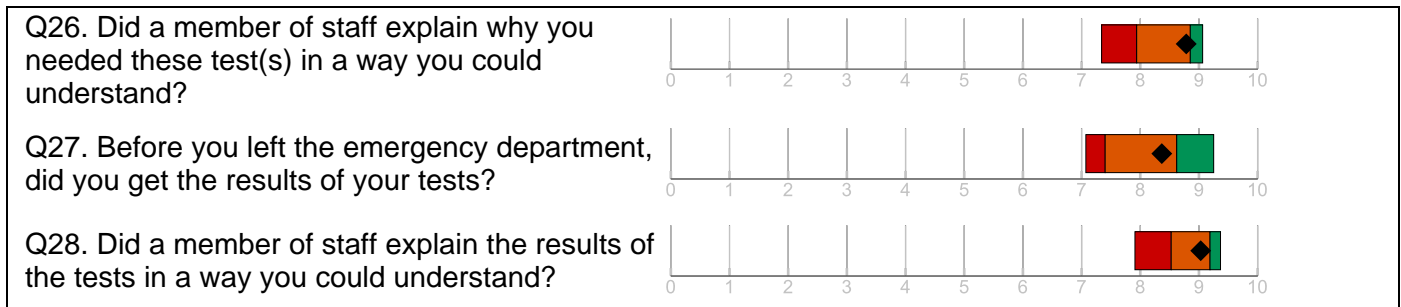 Q26. Did a member of staff explain why you
needed these test(s) in a way you could
understand?
0 1 2 3 4 5 6 7 8 9 10
Q27. Before you left the emergency department,
did you get the results of your tests?
0 1 2 3 4 5 6 7 8 9 10
Q28. Did a member of staff explain the results of
the tests in a way you could understand?
0 1 2 3 4 5 6 7 8 9 10